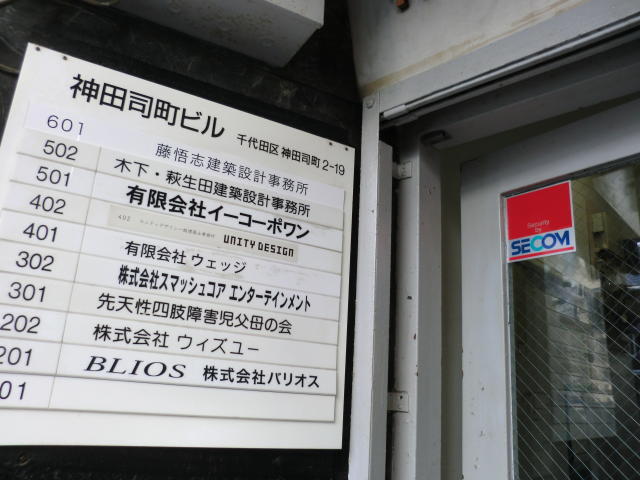 神田司町ビル 千代田区 神田司町2-19
601 藤悟志建築設計事務所
502 木下・萩生田建築設計事務所
501 有限会社イーコーポワン
402 402 UNITY DESIGN
401 有限会社ウェッジ
302 株式会社スマッシュコア エンターテインメント
301 先天性四肢障害児父母の会
202 株式会社 ウィズユー
201 BLIOS 株式会社バリオス
01
Security
by
SECOM